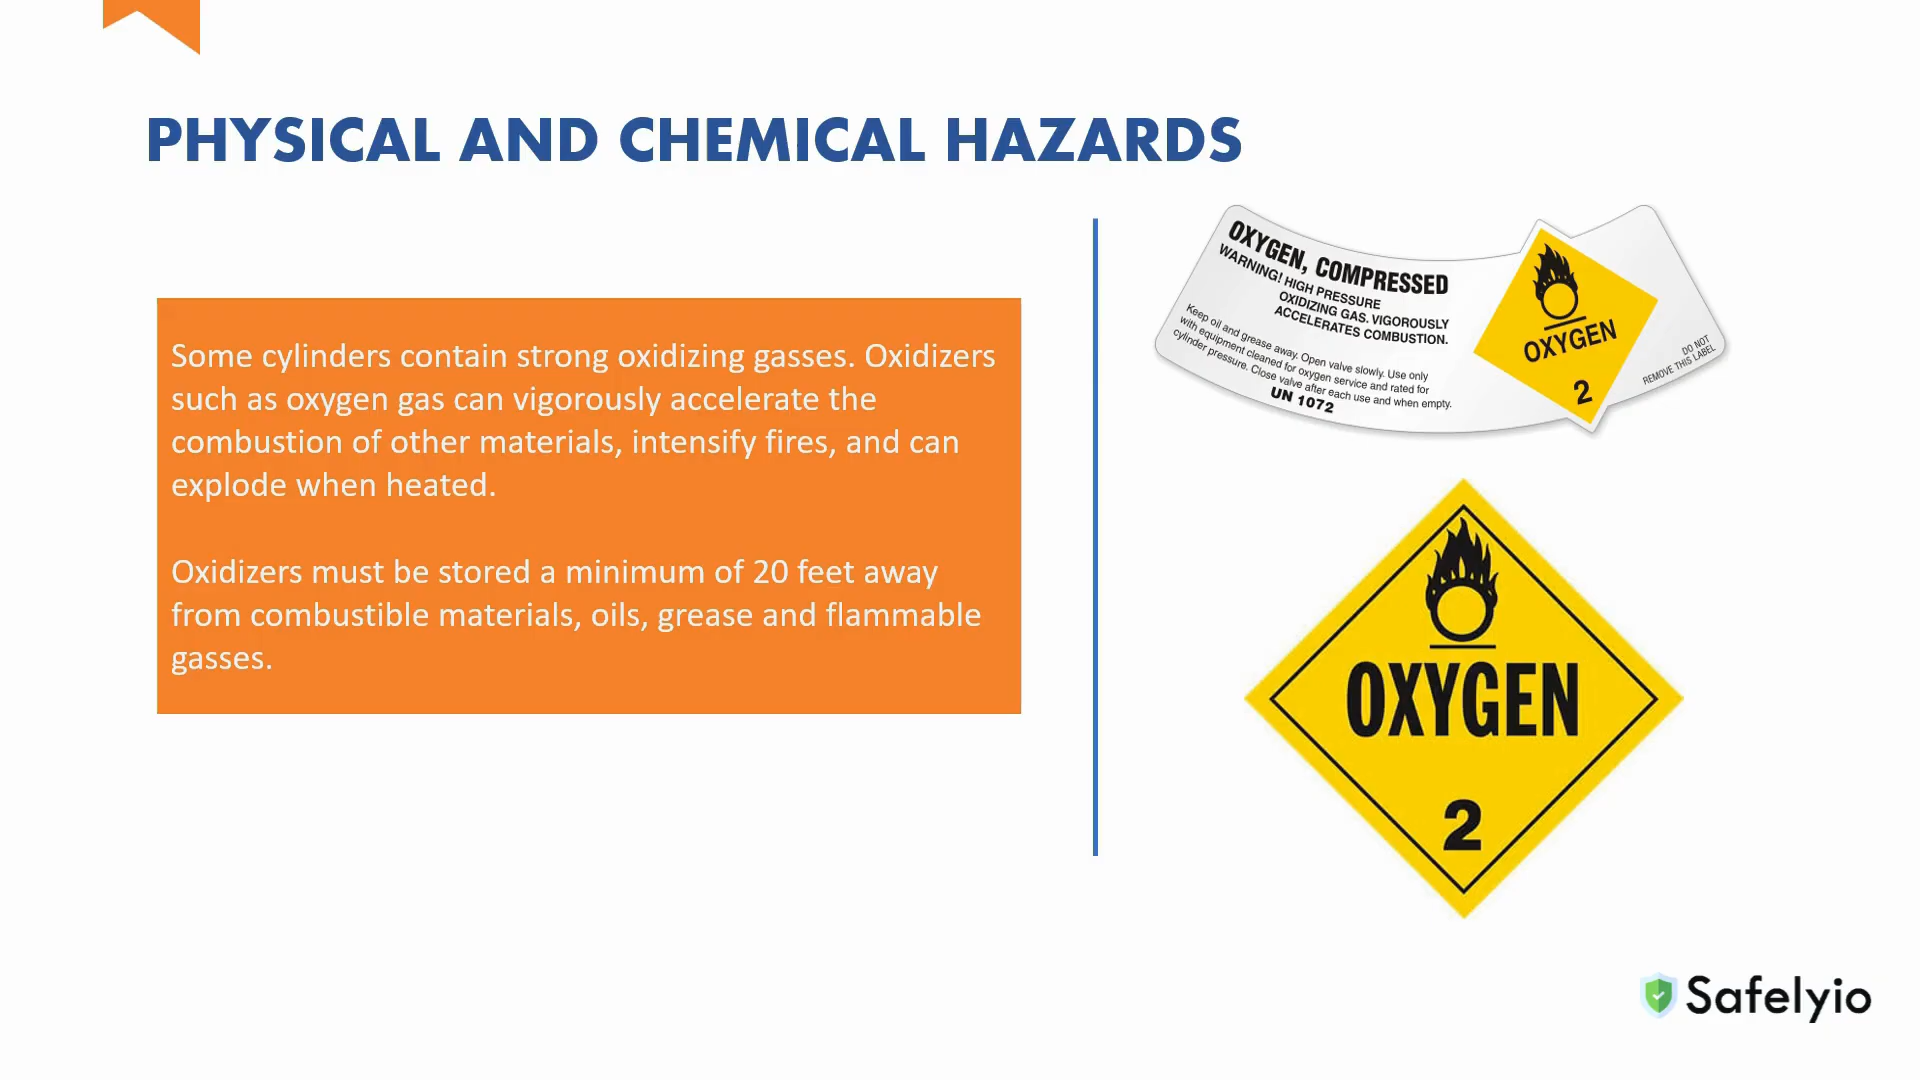 PHYSICAL AND CHEMICAL HAZARDS
Some cylinders contain strong oxidizing gasses. Oxidizers
such as oxygen gas can vigorously accelerate the
combustion of other materials, intensify fires, and can
explode when heated.
Oxidizers must be stored a minimum of 20 feet away
from combustible materials, oils, grease and flammable
gasses.
OXYGEN, COMPRESSED
WARNING! HIGH PRESSURE
OXIDIZING GAS. VIGOROUSLY
ACCELERATES COMBUSTION.
Keep oil and grease away. Open valve slowly. Use only
with equipment cleaned for oxygen service and rated for
cylinder pressure. Close valve after each use and when empty.
UN 1072
OXYGEN
2
DO NOT
REMOVE THIS LABEL
OXYGEN
2
Safelyio